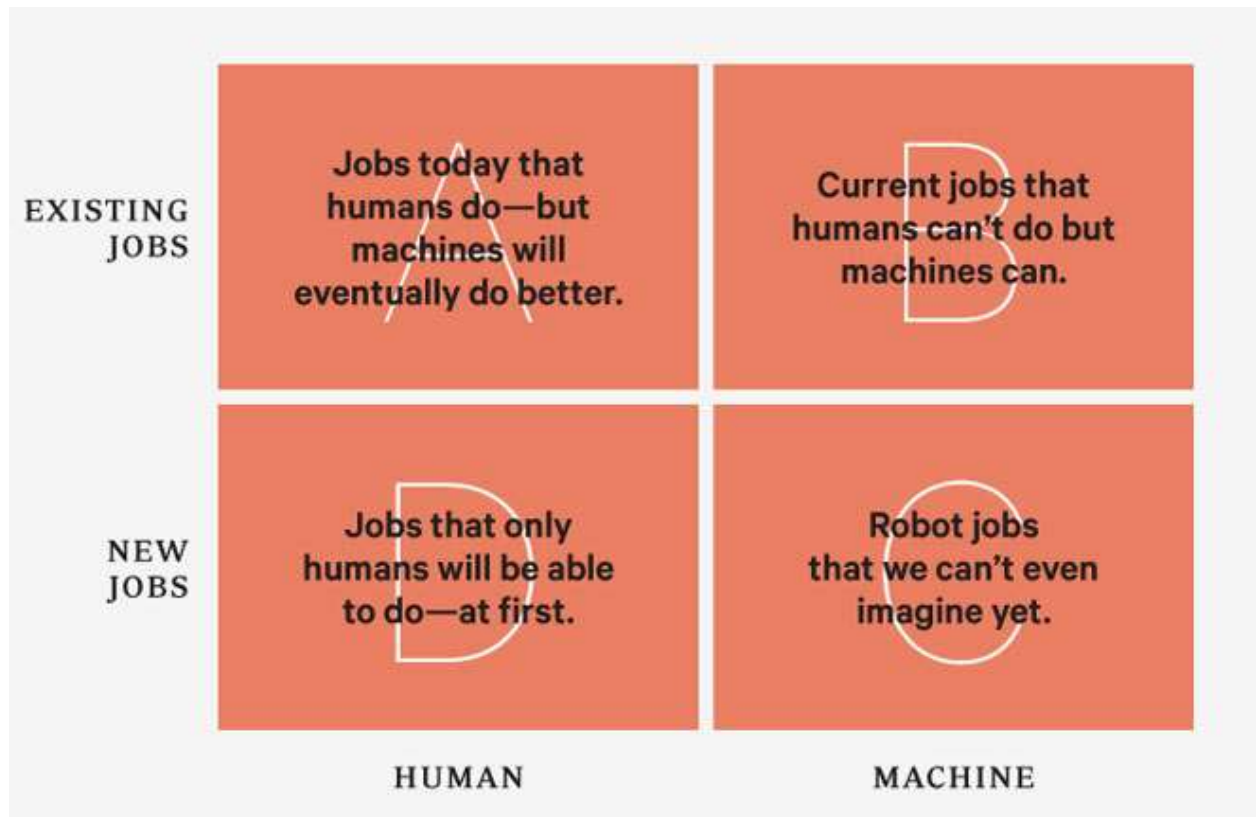 EXISTING
JOBS
A
Jobs today that
humans do—but
machines will
eventually do better.
B
Current jobs that
humans can't do but
machines can.
NEW
JOBS
D
Jobs that only
humans will be able
to do—at first.
C
Robot jobs
that we can't even
imagine yet.
HUMAN
MACHINE